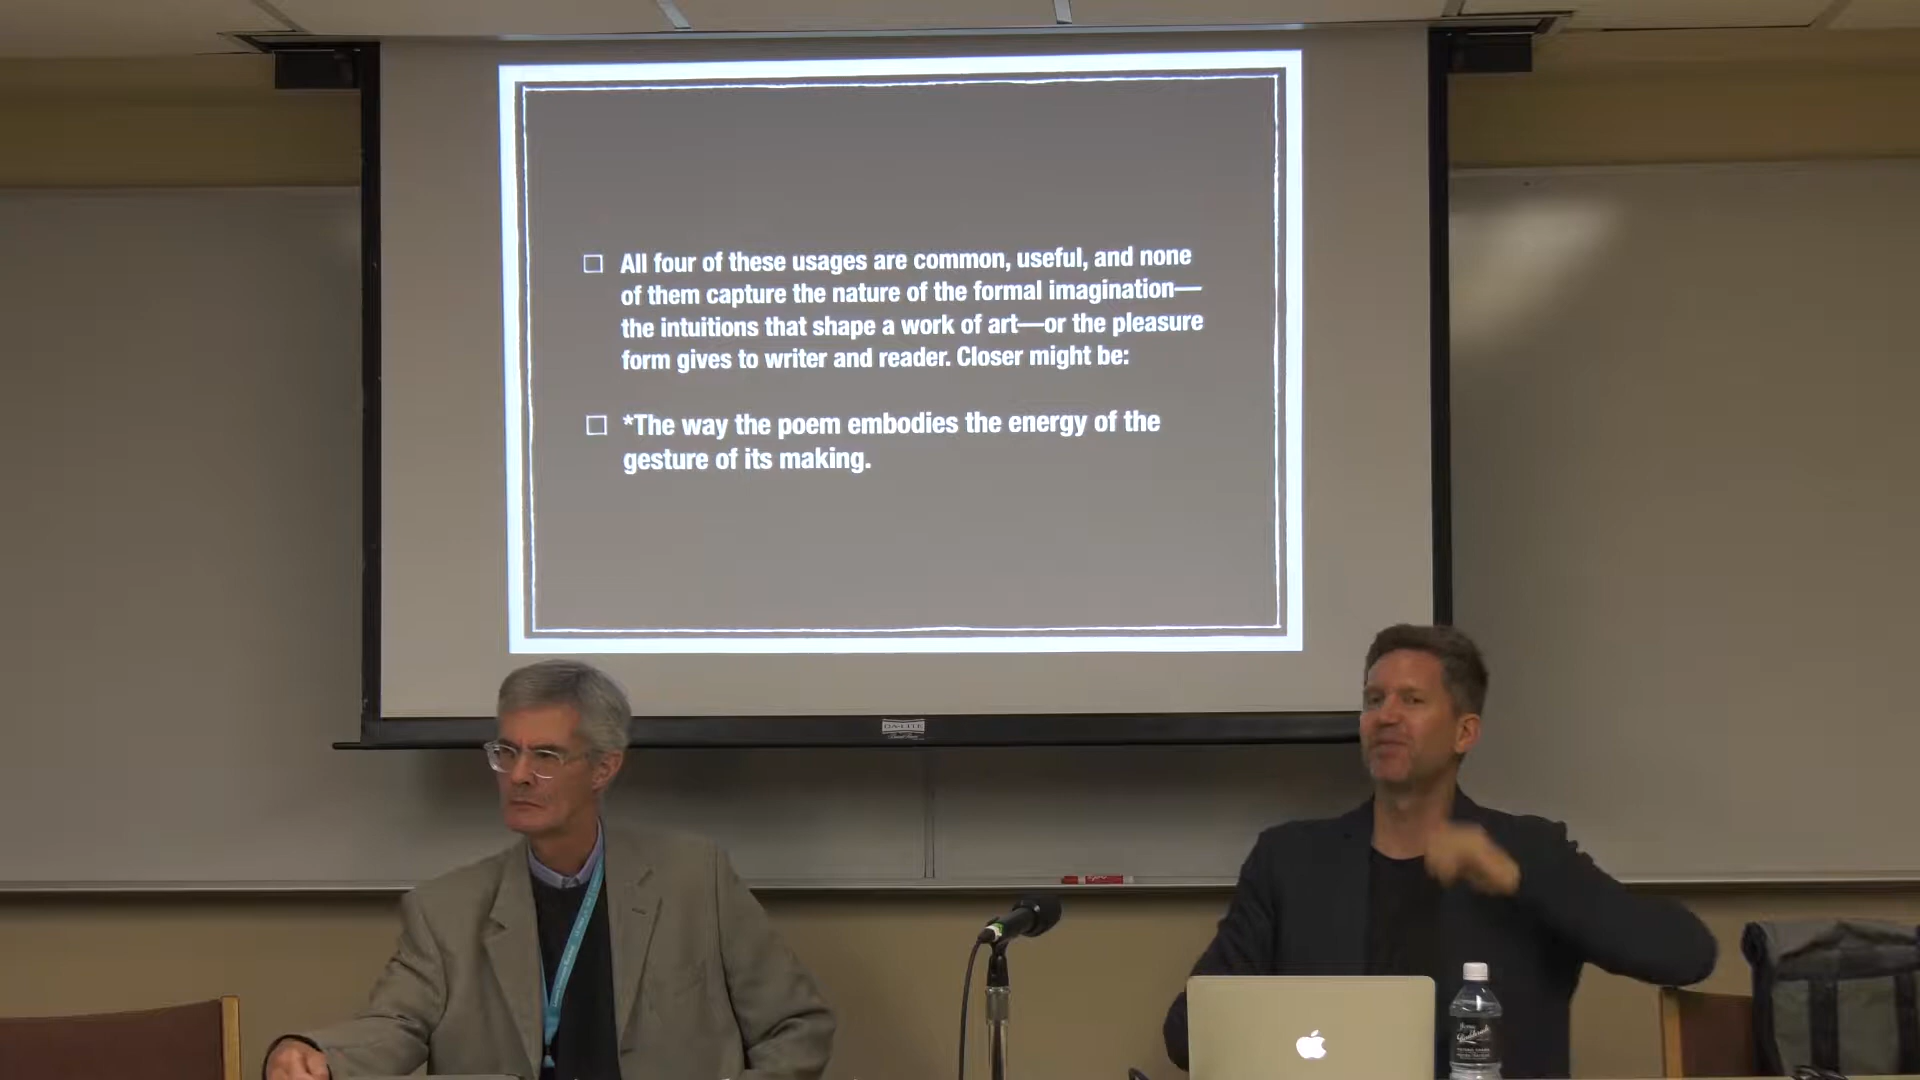 All four of these usages are common, useful, and none
of them capture the nature of the formal imagination—
the intuitions that shape a work of art—or the pleasure
form gives to writer and reader. Closer might be:
*The way the poem embodies the energy of the
gesture of its making.
DA-LITE